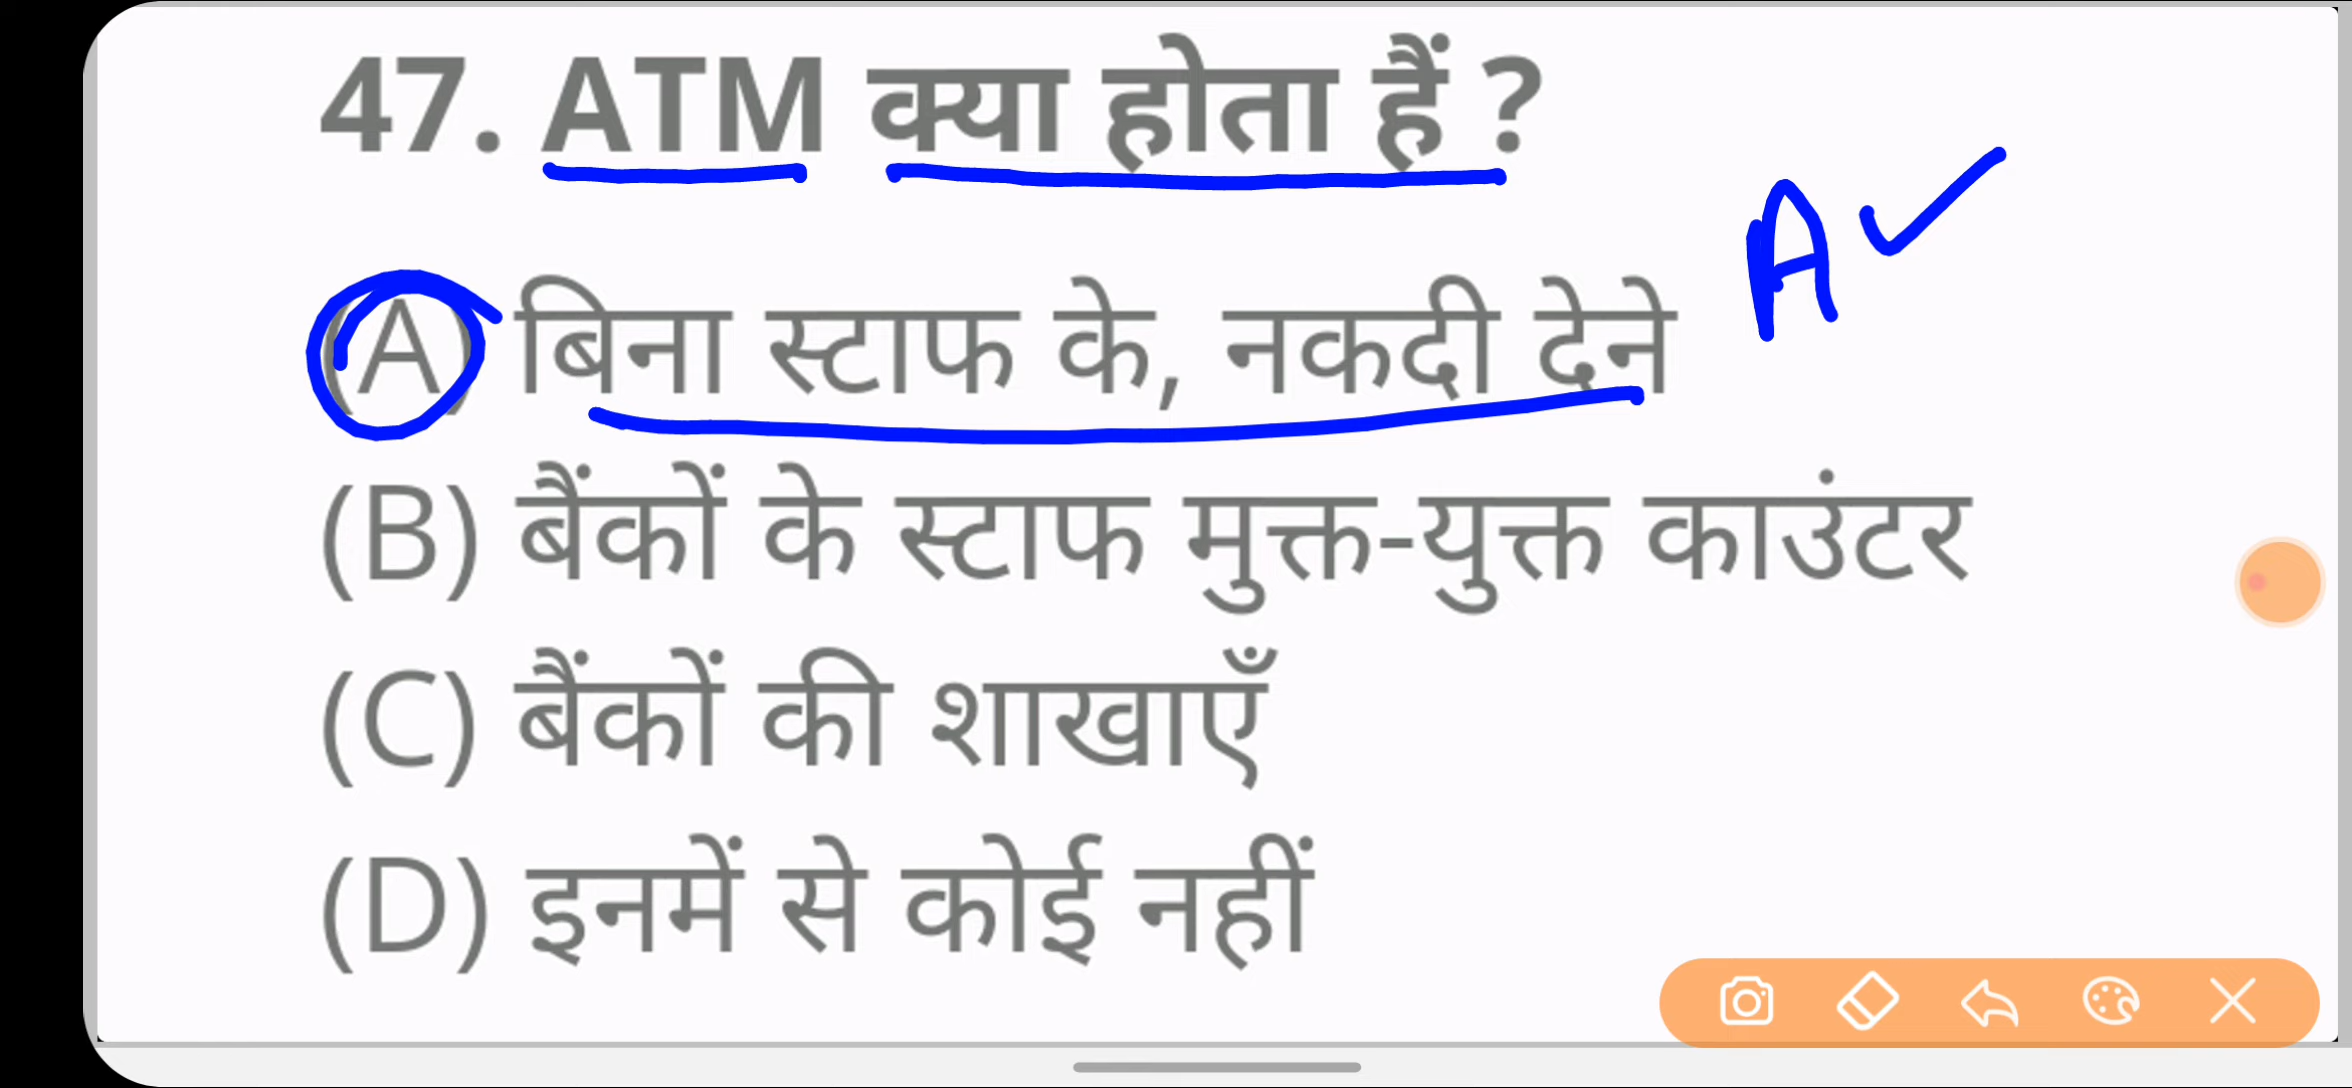 47. ATM क्या होता हैं ?
(A) बिना स्टाफ के, नकदी देने
A
(B) बैंकों के स्टाफ मुक्त-युक्त काउंटर
(C) बैंकों की शाखाएँ
(D) इनमें से कोई नहीं